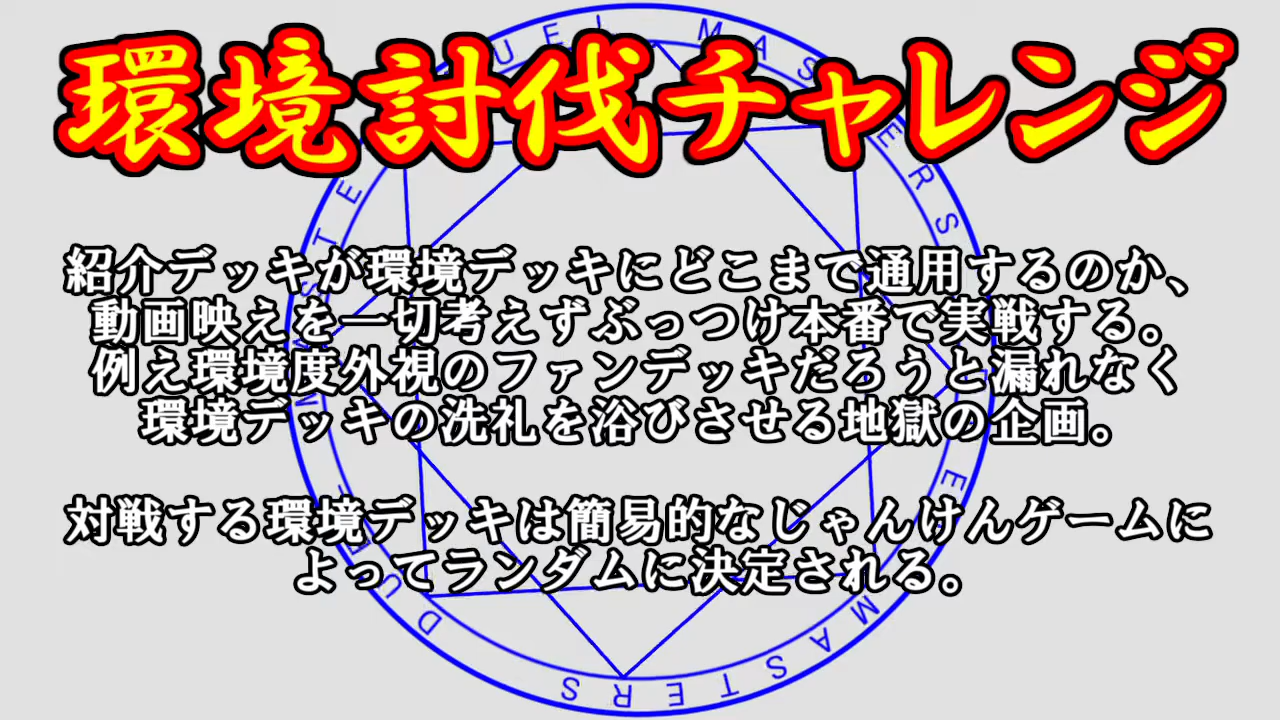 環境討伐チャレンジ
紹介デッキが環境デッキにどこまで通用するのか、
動画映えを一切考えずぶっつけ本番で実戦する。
例え環境度外視のファンデッキだろうと漏れなく
環境デッキの洗礼を浴びさせる地獄の企画。
対戦する環境デッキは簡易的なじゃんけんゲームに
よってランダムに決定される。
DUEL MASTERS
DUEL MASTERS